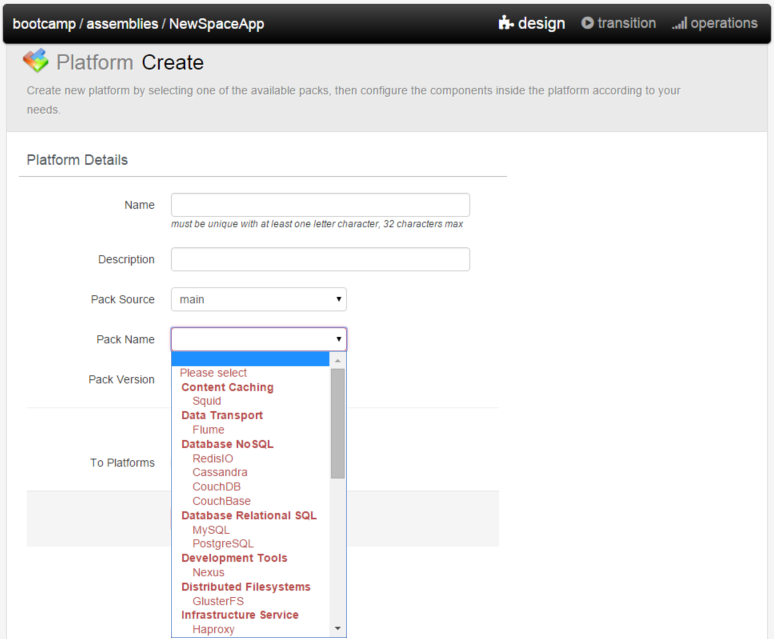 bootcamp / assemblies / NewSpaceApp
design
transition
operations
Platform Create
Create new platform by selecting one of the available packs, then configure the components inside the platform according to your
needs.
Platform Details
Name
must be unique with at least one letter character, 32 characters max
Description
Pack Source
main
Pack Name
Pack Version
To Platforms
Please select
Content Caching
Squid
Data Transport
Flume
Database NoSQL
RedisIO
Cassandra
CouchDB
CouchBase
Database Relational SQL
MySQL
PostgreSQL
Development Tools
Nexus
Distributed Filesystems
GlusterFS
Infrastructure Service
Haproxy